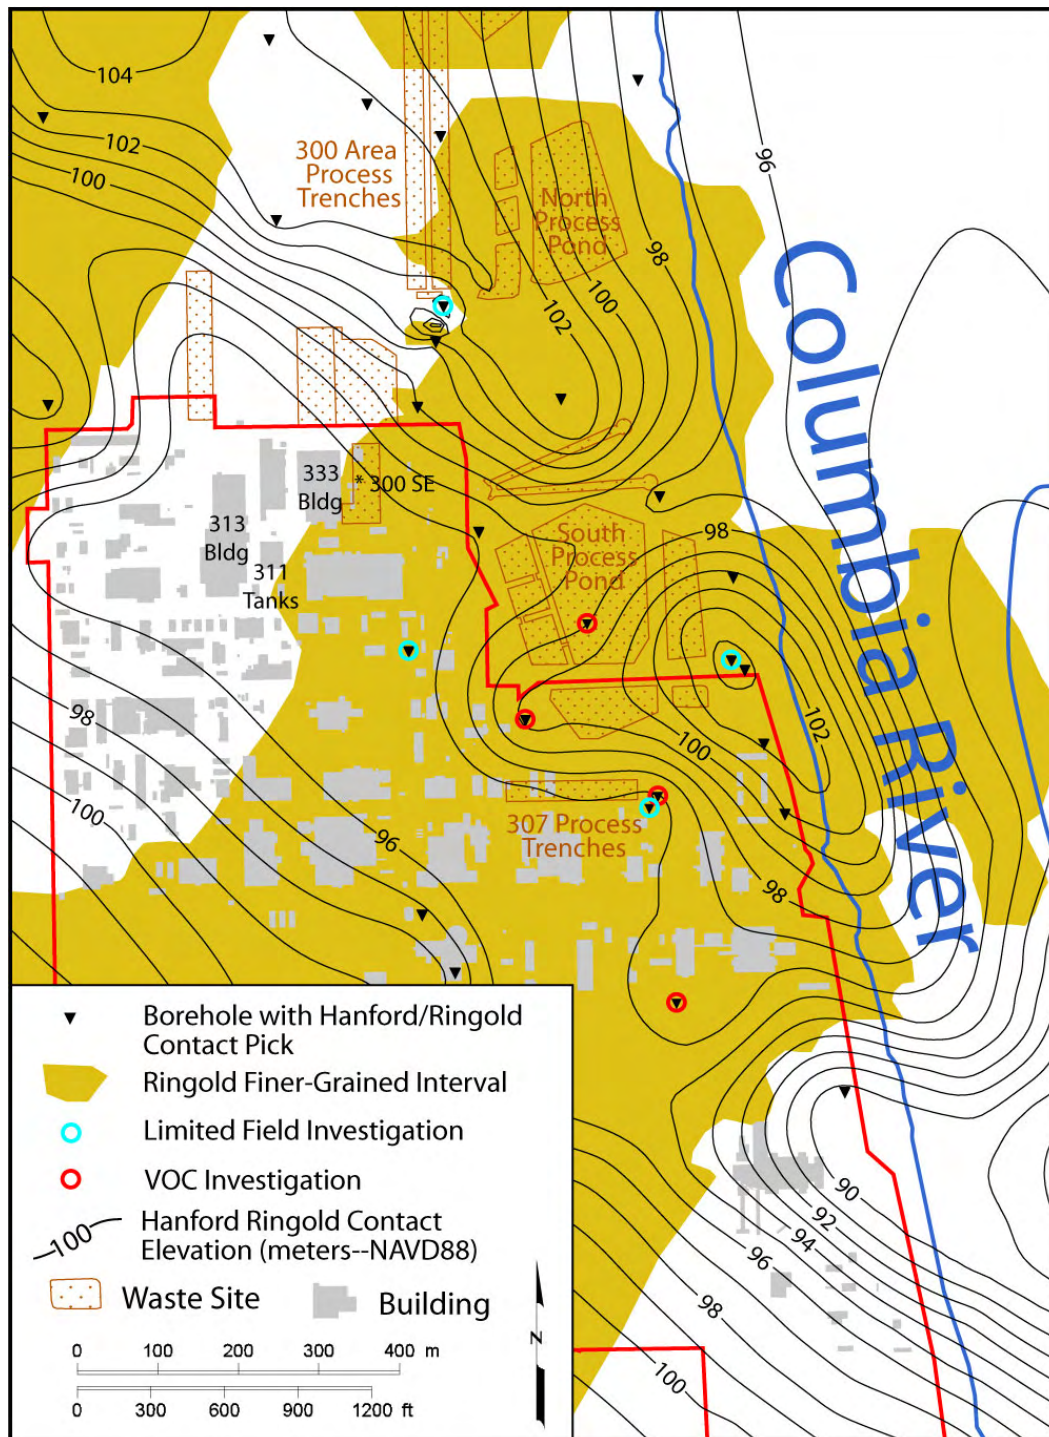 104
102
100
300 Area
Process
Trenches
North
Process
Pond
96
98
100
102
Columbia River
333
Bldg
* 300 SE
313
Bldg
311
Tanks
South
Process
Pond
98
98
100
96
100
102
307 Process
Trenches
98
90
92
94
96
98
100
Borehole with Hanford/Ringold
Contact Pick
Ringold Finer-Grained Interval
Limited Field Investigation
VOC Investigation
100
Hanford Ringold Contact
Elevation (meters--NAVD88)
Waste Site
Building
0 100 200 300 400 m
0 300 600 900 1200 ft
N